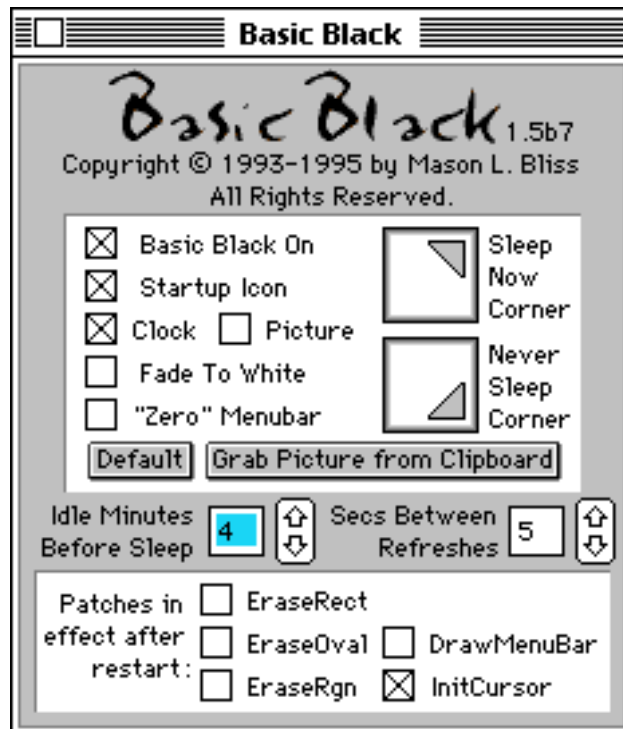 Basic Black
Basic Black 1.5b7
Copyright © 1993-1995 by Mason L. Bliss
All Rights Reserved.
Basic Black On
Startup Icon
Clock Picture
Fade To White
"Zero" Menubar
Sleep
Now
Corner
Never
Sleep
Corner
Default Grab Picture from Clipboard
Idle Minutes
Before Sleep
4
Secs Between
Refreshes
5
Patches in
effect after
restart:
EraseRect
EraseOval DrawMenuBar
EraseRgn InitCursor